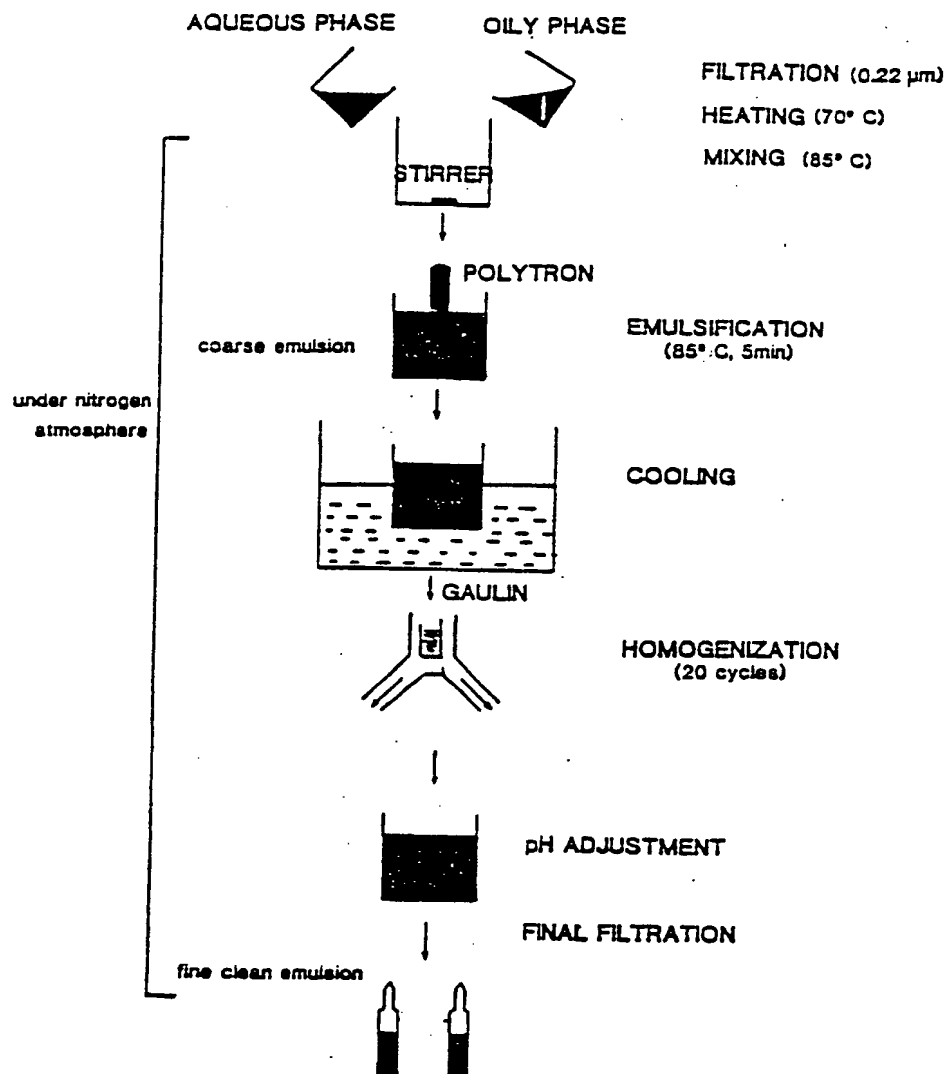 AQUEOUS PHASE
OILY PHASE
FILTRATION (0.22 µm)
HEATING (70° C)
MIXING (85° C)
STIRRER
POLYTRON
EMULSIFICATION
(85° C, 5min)
coarse emulsion
under nitrogen
atmosphere
COOLING
GAULIN
HOMOGENIZATION
(20 cycles)
pH ADJUSTMENT
FINAL FILTRATION
fine clean emulsion